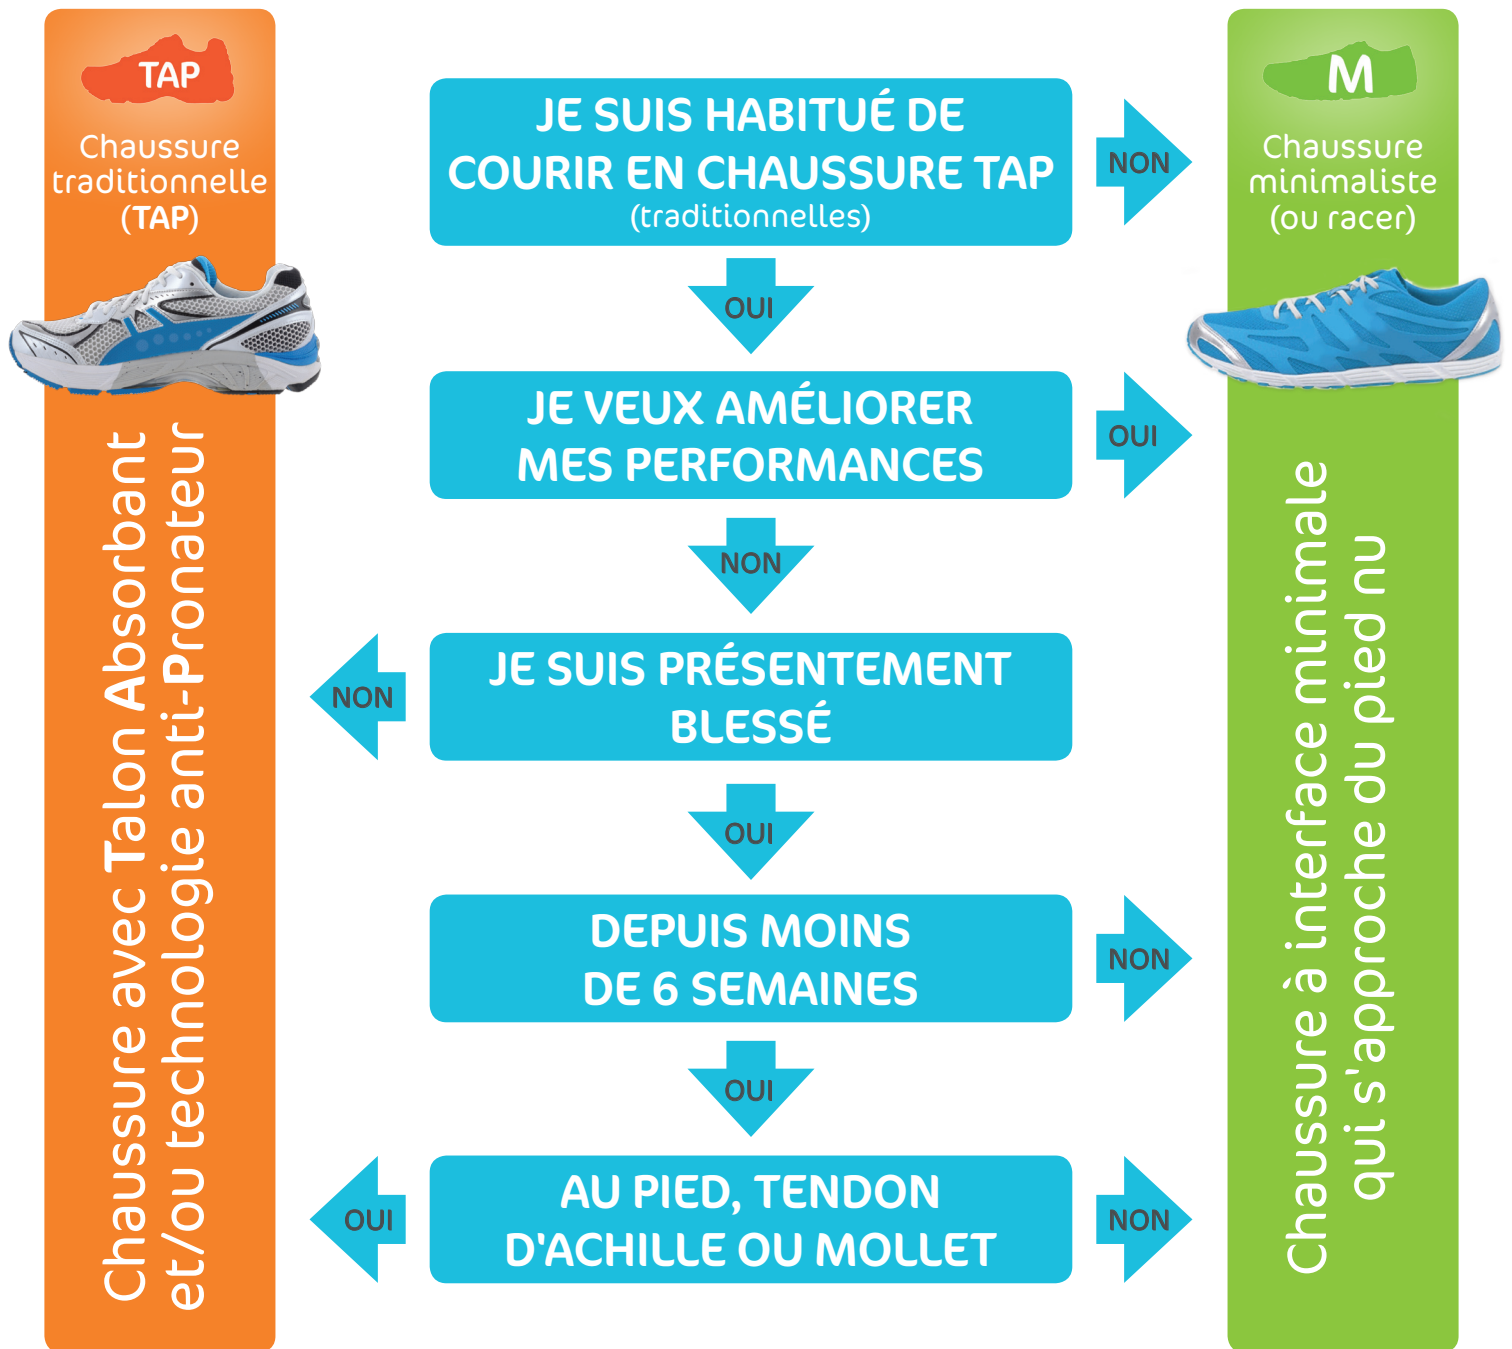 TAP
Chaussure
traditionnelle
(TAP)
Chaussure avec Talon Absorbant
et/ou technologie anti-Pronateur
JE SUIS HABITUÉ DE
COURIR EN CHAUSSURE TAP
(traditionnelles)
NON
OUI
JE VEUX AMÉLIORER
MES PERFORMANCES
OUI
NON
JE SUIS PRÉSENTEMENT
BLESSÉ
NON
OUI
DEPUIS MOINS
DE 6 SEMAINES
NON
OUI
AU PIED, TENDON
D'ACHILLE OU MOLLET
OUI
NON
M
Chaussure
minimaliste
(ou racer)
Chaussure à interface minimale
qui s'approche du pied nu